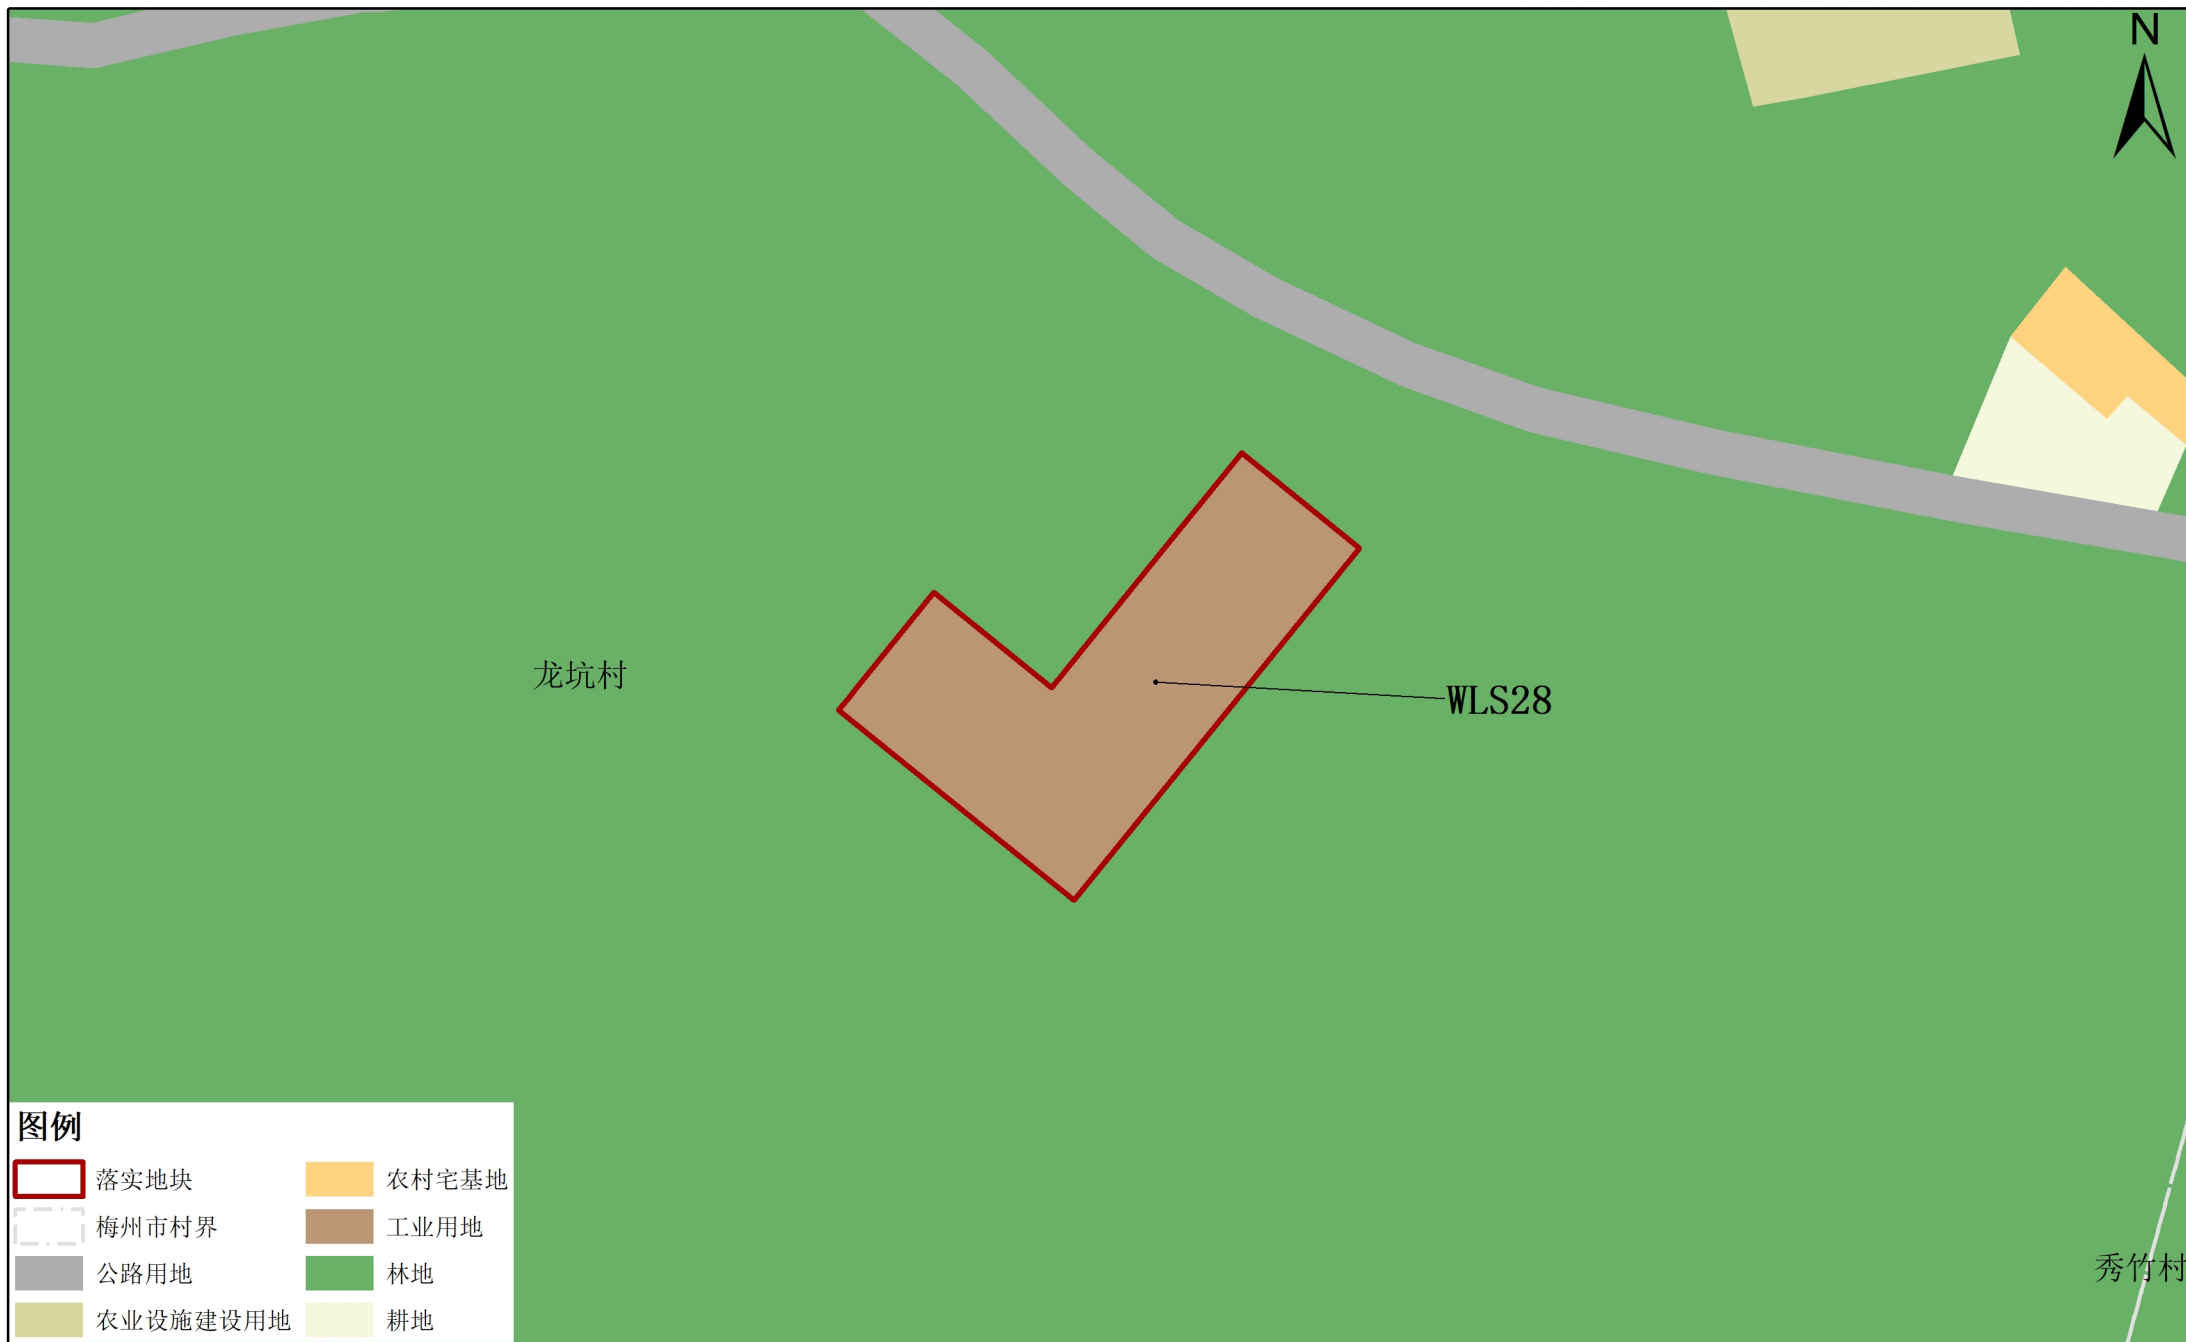 N
龙坑村
WLS28
图例
落实地块
农村宅基地
梅州市村界
工业用地
公路用地
林地
农业设施建设用地
耕地
秀竹村